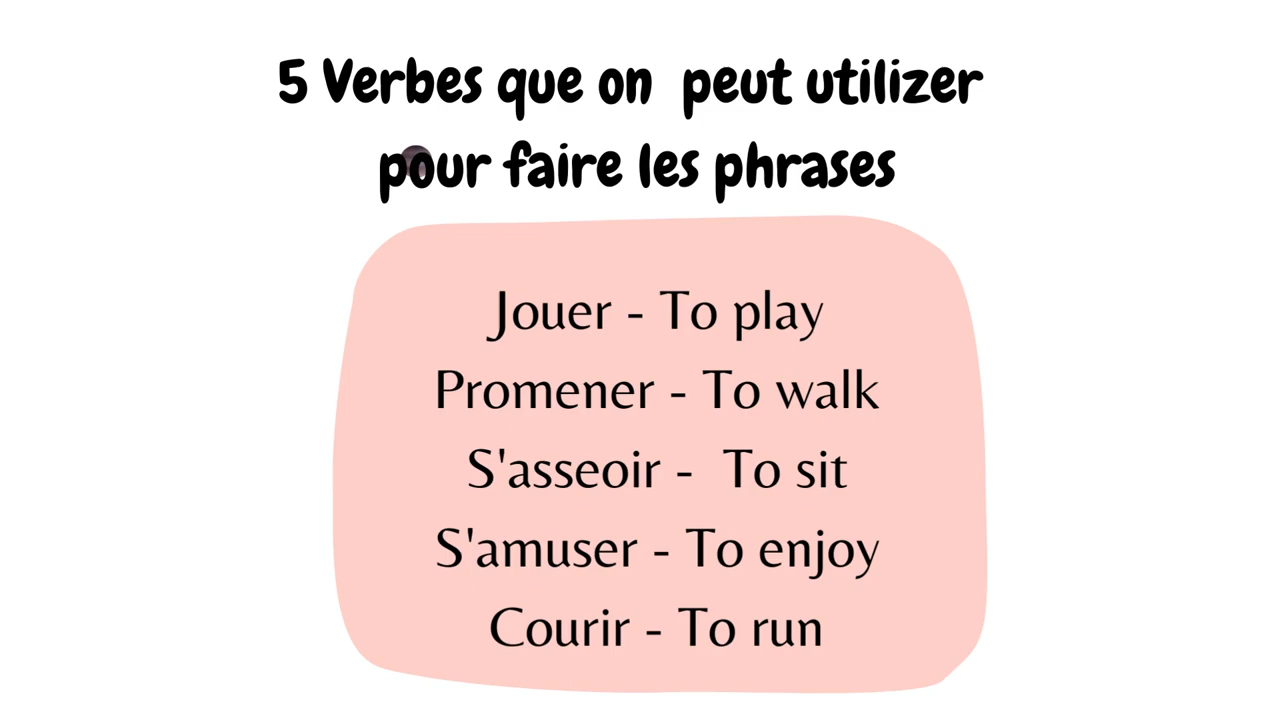 5 Verbes que on peut utilizer
pour faire les phrases
Jouer - To play
Promener - To walk
S'asseoir - To sit
S'amuser - To enjoy
Courir - To run